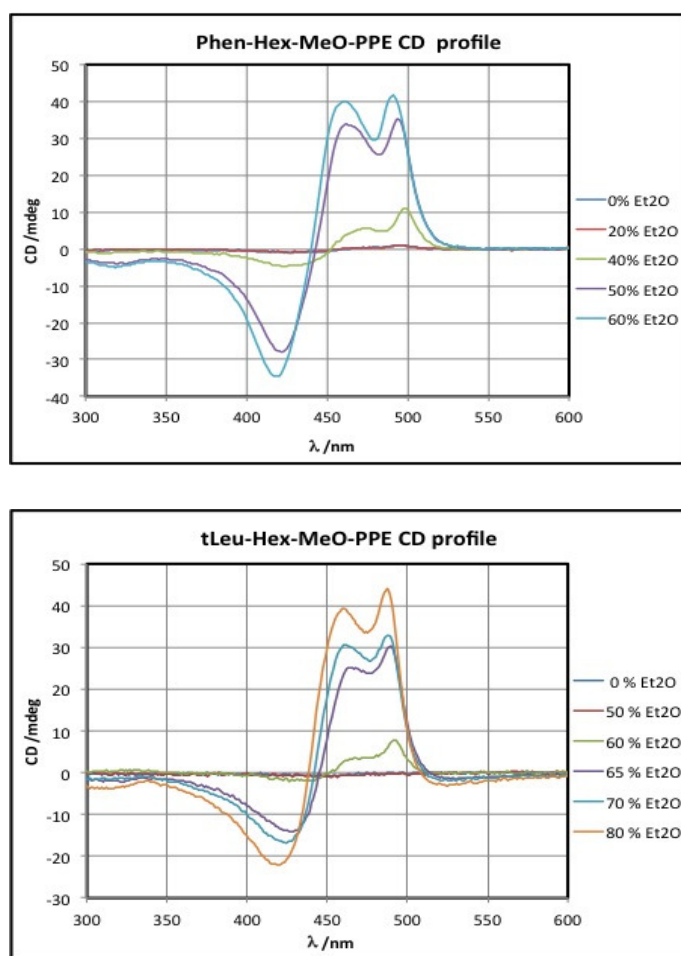 Phen-Hex-MeO-PPE CD profile
50
40
30
20
10
0
-10
-20
-30
-40
CD /mdeg
300 350 400 450 500 550 600
λ /nm
0% Et2O
20% Et2O
40% Et2O
50% Et2O
60% Et2O
tLeu-Hex-MeO-PPE CD profile
50
40
30
20
10
0
-10
-20
-30
CD /mdeg
300 350 400 450 500 550 600
λ /nm
0 % Et2O
50 % Et2O
60 % Et2O
65 % Et2O
70 % Et2O
80 % Et2O